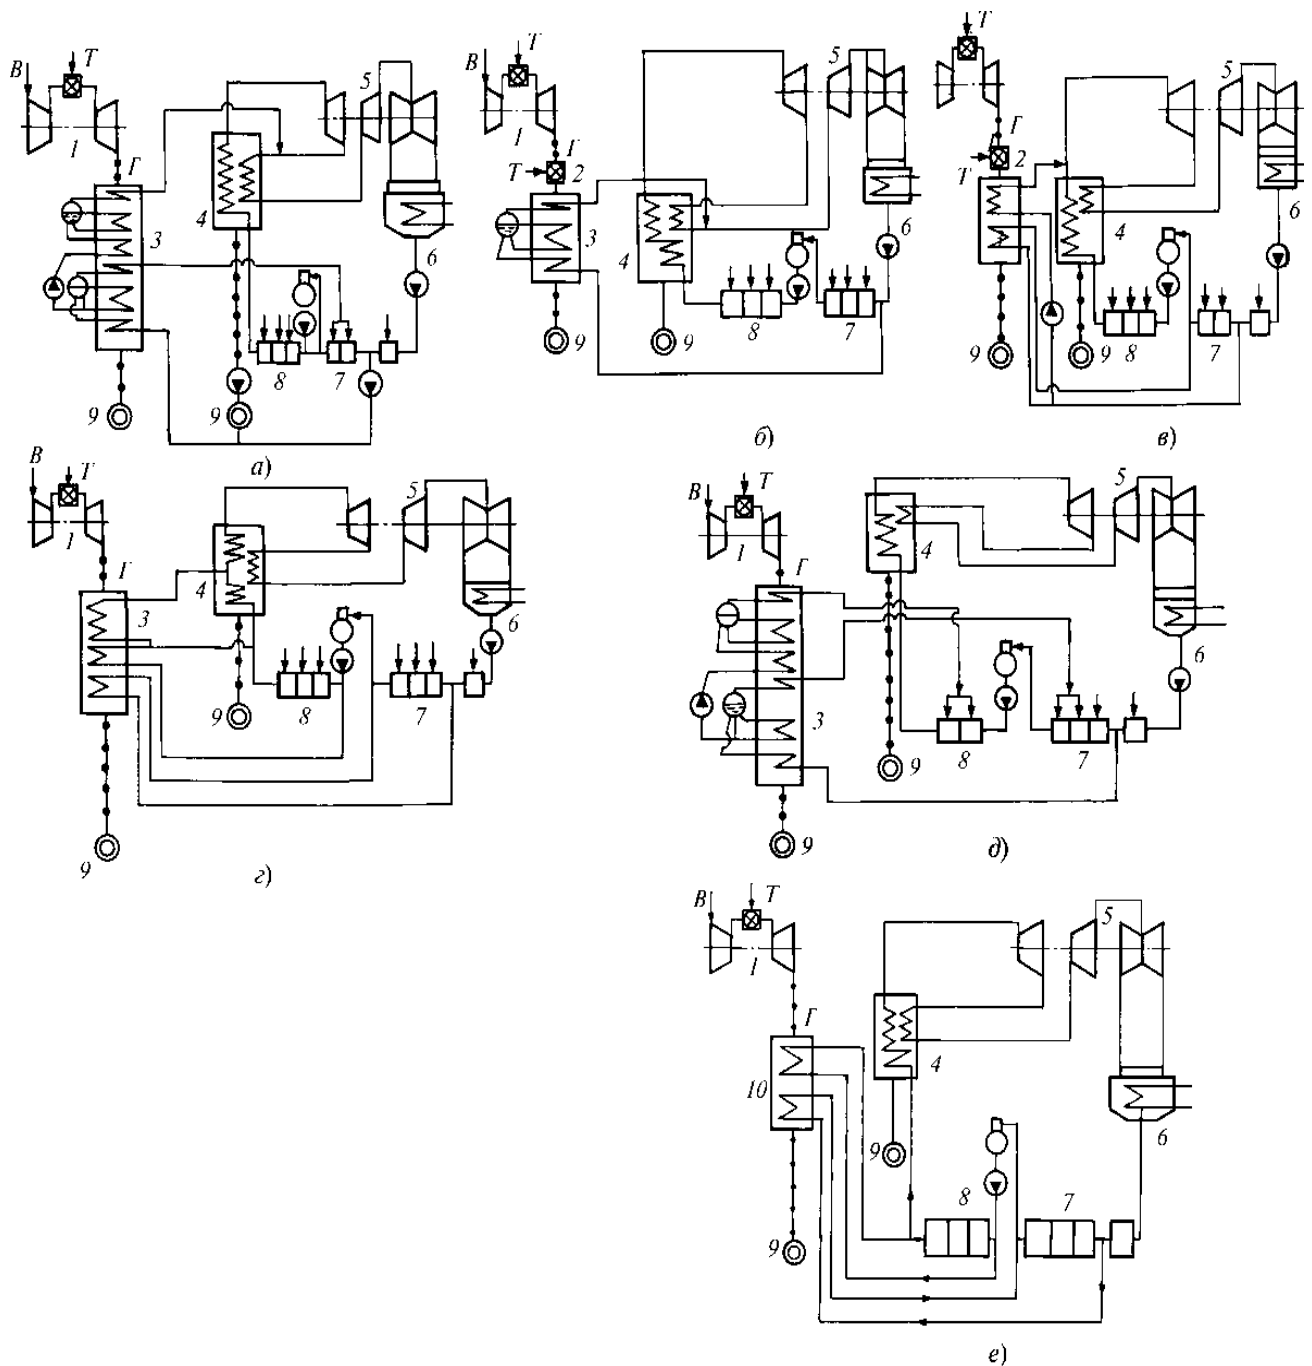 В Т 5 В Т 5 Т 5
1 Г 1 Г Г
Т 2 2 Т
4 3 6 3 4 6 4 6
8 7 8 7 9 9 8 7
9 9 9 9
а) б) в)
В Т 5 В Т 5
1 Г 4 1 Г 4
3 6 6
9 8 7 3 9 8 7
9 9
г) д)
В Т 5
1 Г
10 4 6
9 8 7
9
е)